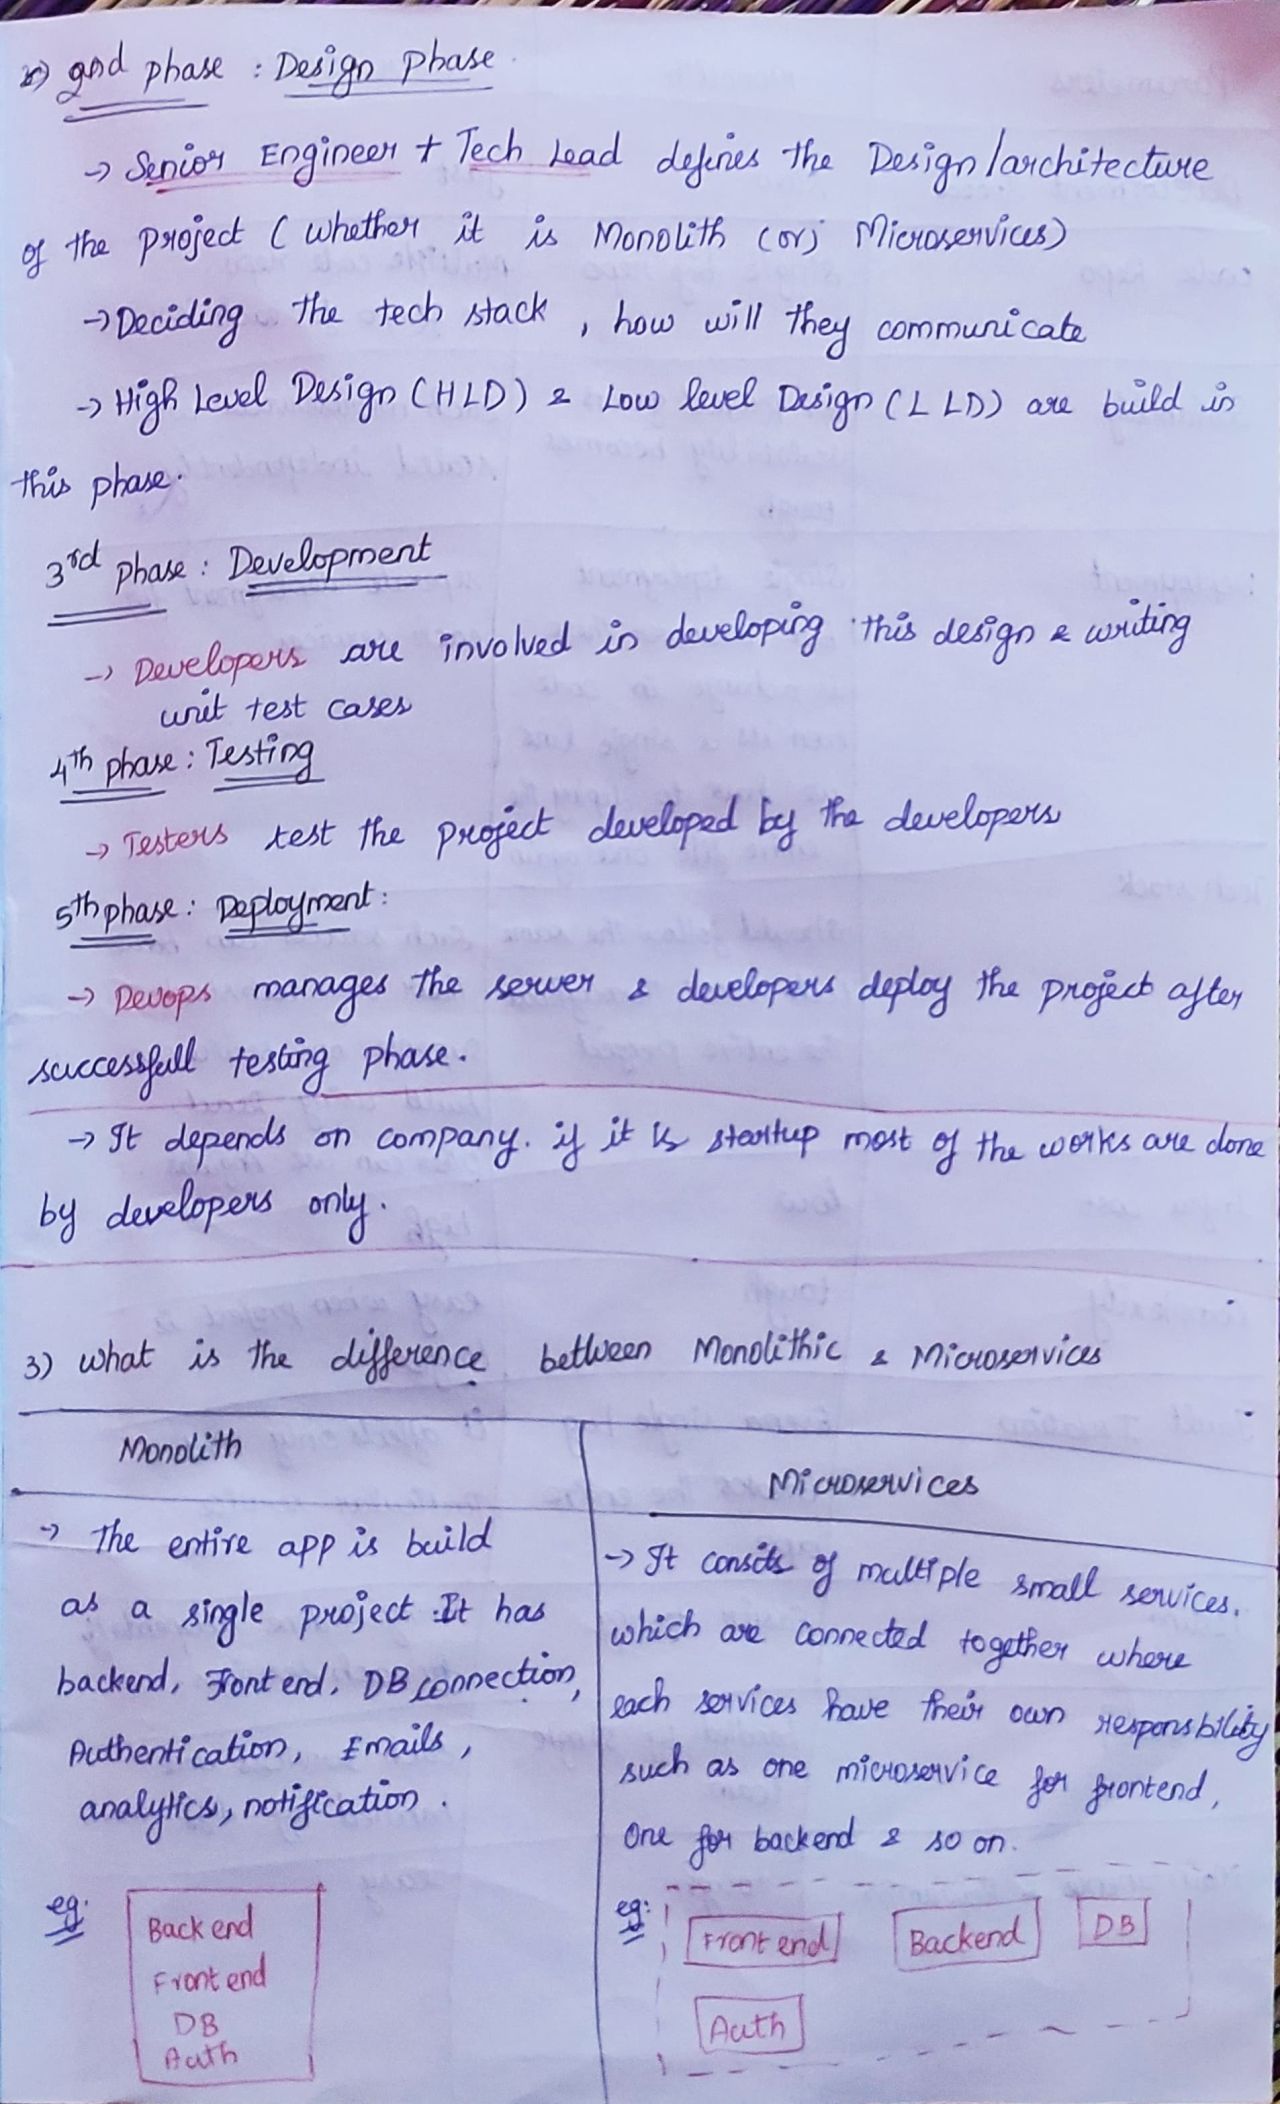 2nd phase : Design Phase.
→ Senior Engineer + Tech Lead defines the Design/architecture
of the project ( whether it is Monolith (or) Microservices)
→ Deciding the tech stack , how will they communicate
→ High Level Design (HLD) & Low level Design (LLD) are build in
this phase.
3rd phase : Development
→ Developers are involved in developing this design & writing
unit test cases
4th phase : Testing
→ Testers test the project developed by the developers
5th phase : Deployment :
→ Devops manages the server & developers deploy the project after
successfull testing phase.
→ It depends on company. if it is startup most of the works are done
by developers only.
3) what is the difference between Monolithic & Microservices
Monolith
→ The entire app is build
as a single project. It has
backend, Front end, DB connection,
Authentication, Emails,
analytics, notification.
eg:
Backend
Front end
DB
Auth
Microservices
→ It consits of multiple small services.
which are connected together where
each services have their own responsbility
such as one microservice for frontend,
One for backend & so on.
eg:
Front end Backend DB
Auth